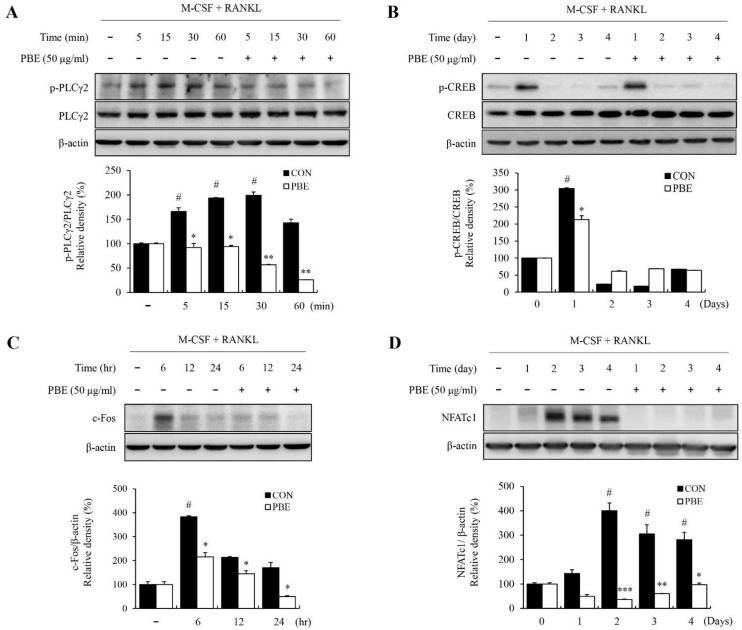 A
M-CSF + RANKL
Time (min) – 5 15 30 60 5 15 30 60
PBE (50 μg/ml) – – – – – + + + +
p-PLCγ2
PLCγ2
β-actin
p-PLCγ2/PLCγ2
Relative density (%)
200
150
100
50
0
CON
PBE
# # #
* * ** **
– 5 15 30 60 (min)
B
M-CSF + RANKL
Time (day) – 1 2 3 4 1 2 3 4
PBE (50 μg/ml) – – – – – + + + +
p-CREB
CREB
β-actin
p-CREB/CREB
Relative density (%)
350
300
250
200
150
100
50
0
CON
PBE
#
*
0 1 2 3 4 (Days)
C
M-CSF + RANKL
Time (hr) – 6 12 24 6 12 24
PBE (50 μg/ml) – – – – + + +
c-Fos
β-actin
c-Fos/β-actin
Relative density (%)
500
400
300
200
100
0
CON
PBE
#
* * *
– 6 12 24 (hr)
D
M-CSF + RANKL
Time (day) – 1 2 3 4 1 2 3 4
PBE (50 μg/ml) – – – – – + + + +
NFATc1
β-actin
NFATc1/ β-actin
Relative density (%)
500
400
300
200
100
0
CON
PBE
# # #
*** ** *
0 1 2 3 4 (Days)